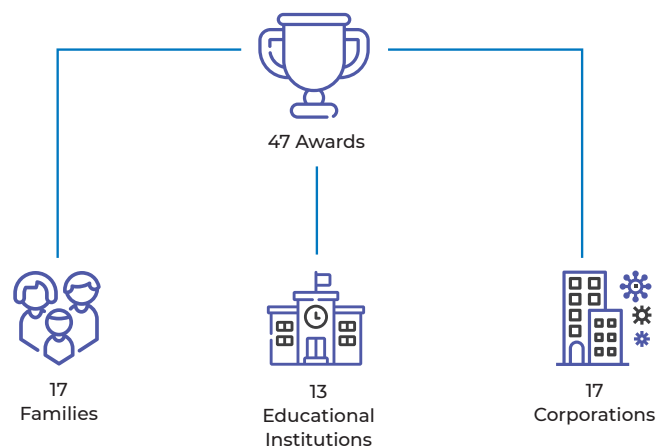 47 Awards
17
Families
13
Educational
Institutions
17
Corporations